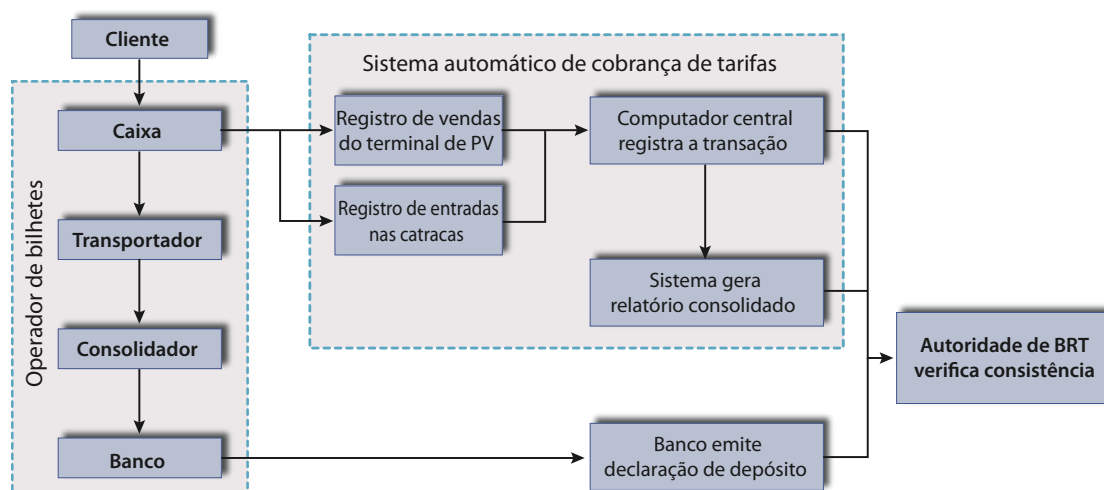 Cliente
Sistema automático de cobrança de tarifas
Operador de bilhetes
Caixa
Registro de vendas
do terminal de PV
Computador central
registra a transação
Registro de entradas
nas catracas
Transportador
Sistema gera
relatório consolidado
Consolidador
Autoridade de BRT
verifica consistência
Banco
Banco emite
declaração de depósito